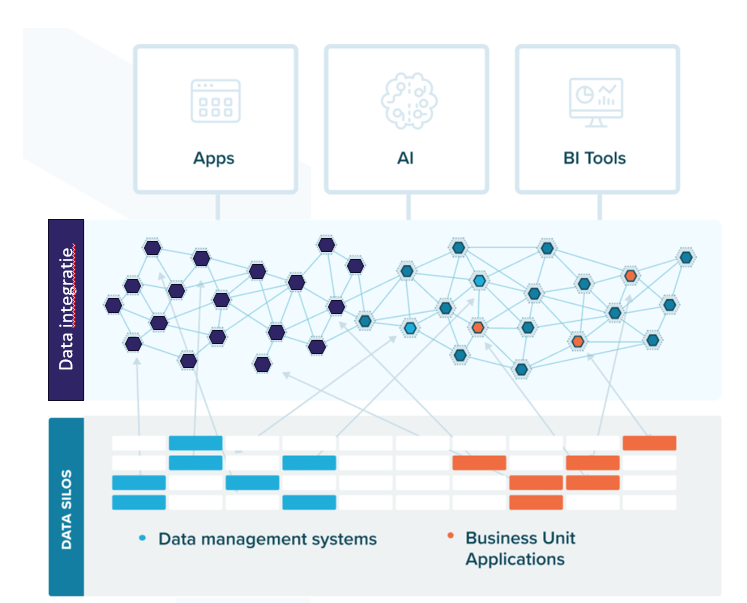 Apps
AI
BI Tools
Data integratie
DATA SILOS
Data management systems
Business Unit
Applications